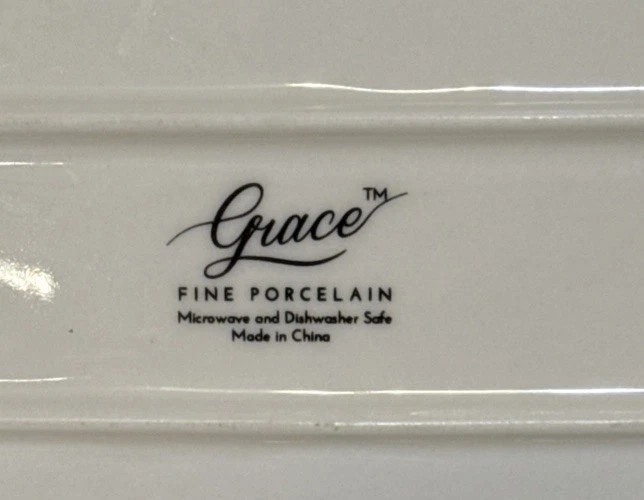 Grace™
FINE PORCELAIN
Microwave and Dishwasher Safe
Made in China